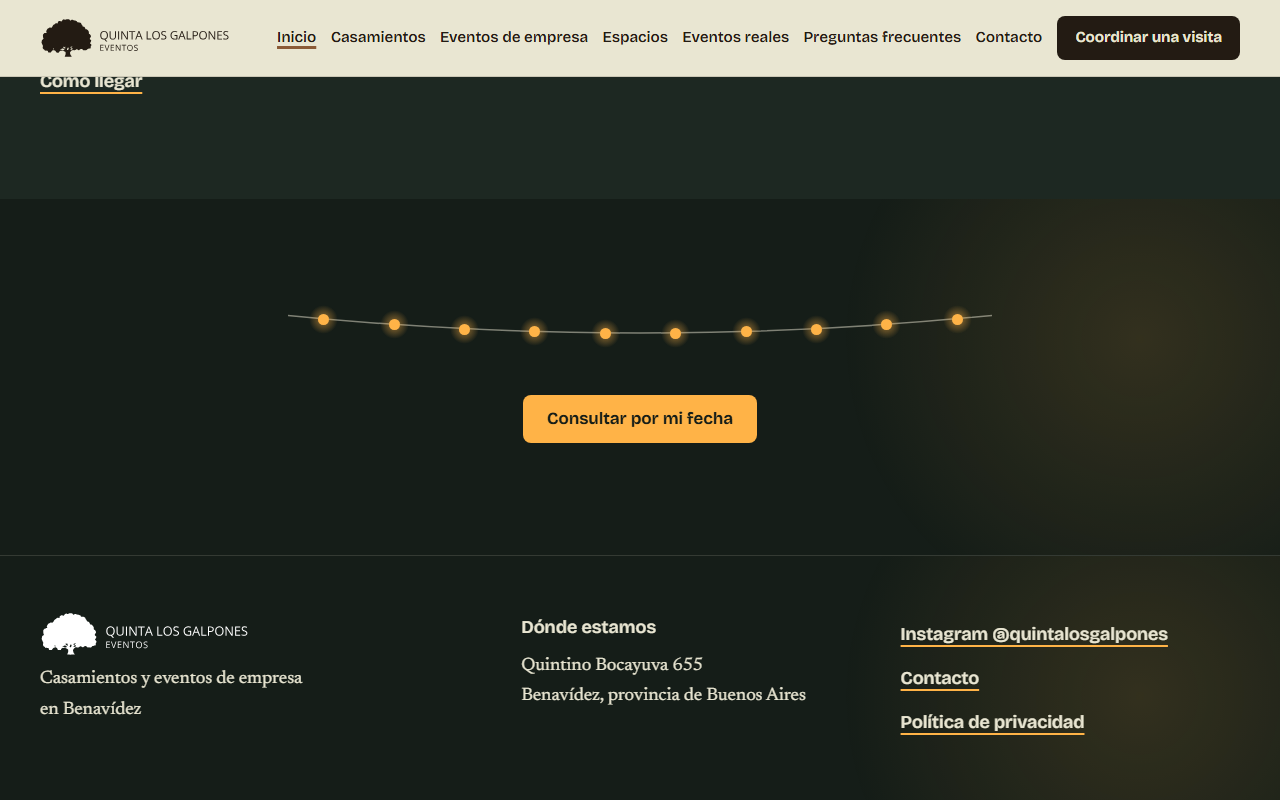 QUINTA LOS GALPONES
EVENTOS
Inicio
Casamientos
Eventos de empresa
Espacios
Eventos reales
Preguntas frecuentes
Contacto
Coordinar una visita
Cómo llegar
Consultar por mi fecha
QUINTA LOS GALPONES
EVENTOS
Casamientos y eventos de empresa
en Benavídez
Dónde estamos
Quintino Bocayuva 655
Benavídez, provincia de Buenos Aires
Instagram @quintalosgalpones
Contacto
Política de privacidad